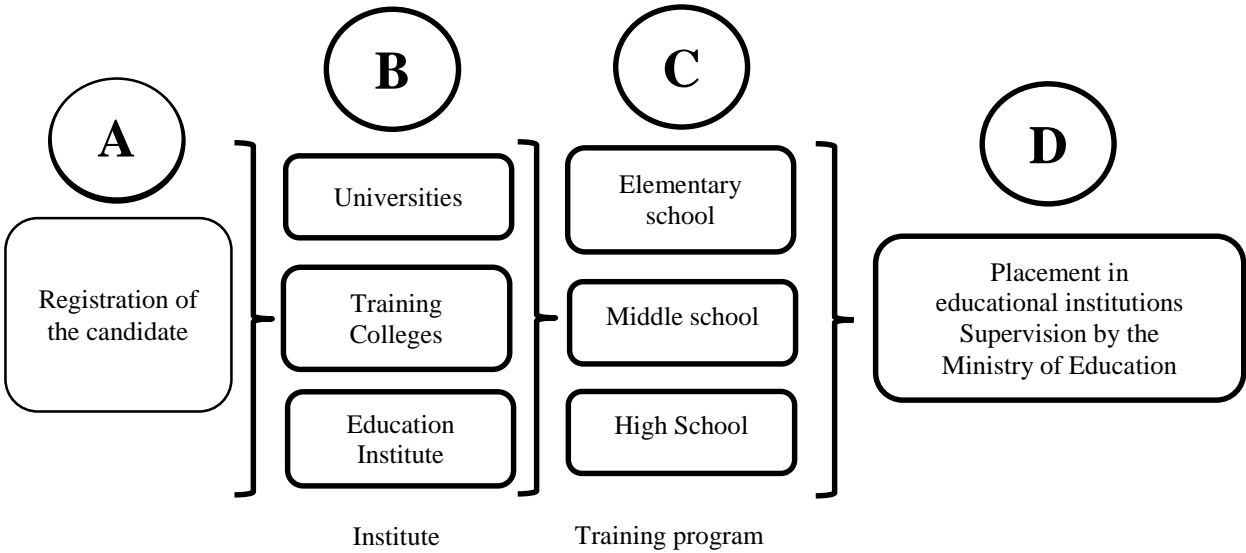 A
Registration of
the candidate
B
Universities
Training
Colleges
Education
Institute
Institute
C
Elementary
school
Middle school
High School
Training program
D
Placement in
educational institutions
Supervision by the
Ministry of Education